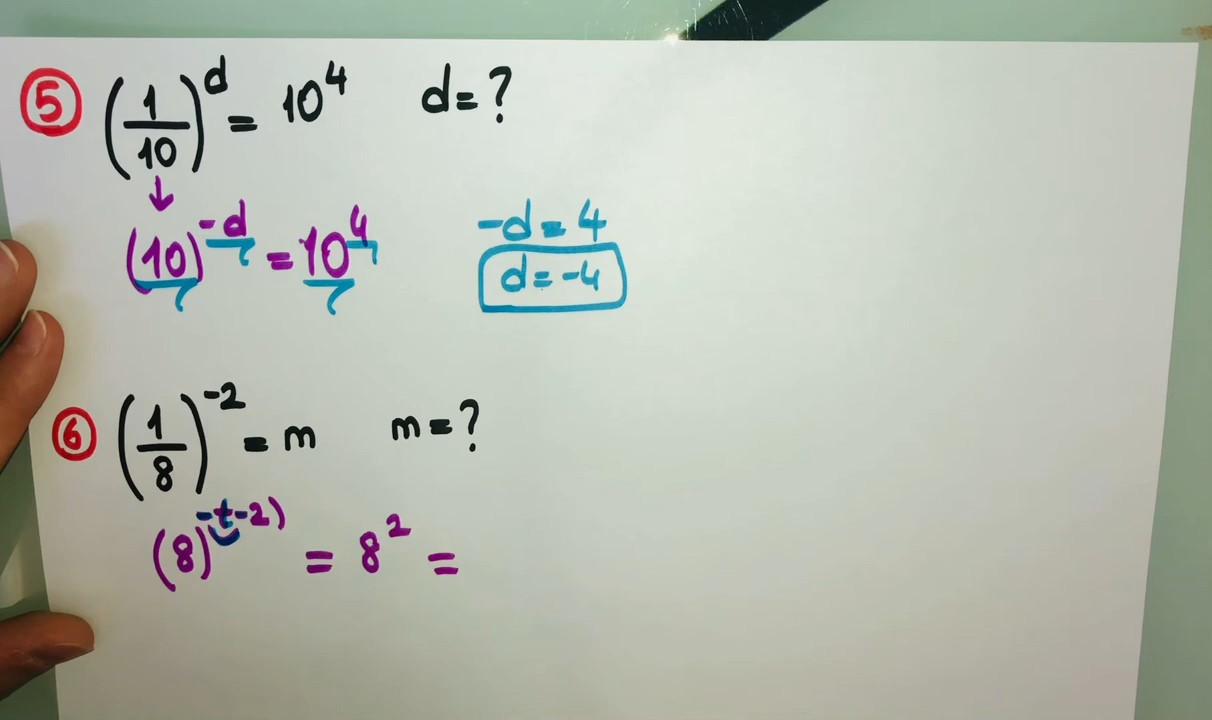 5 (1/10)^d = 10^4 d = ?
(10)^-d = 10^4 -d = 4
d = -4
6 (1/8)^-2 = m m = ?
(8)^-(-2) = 8^2 =